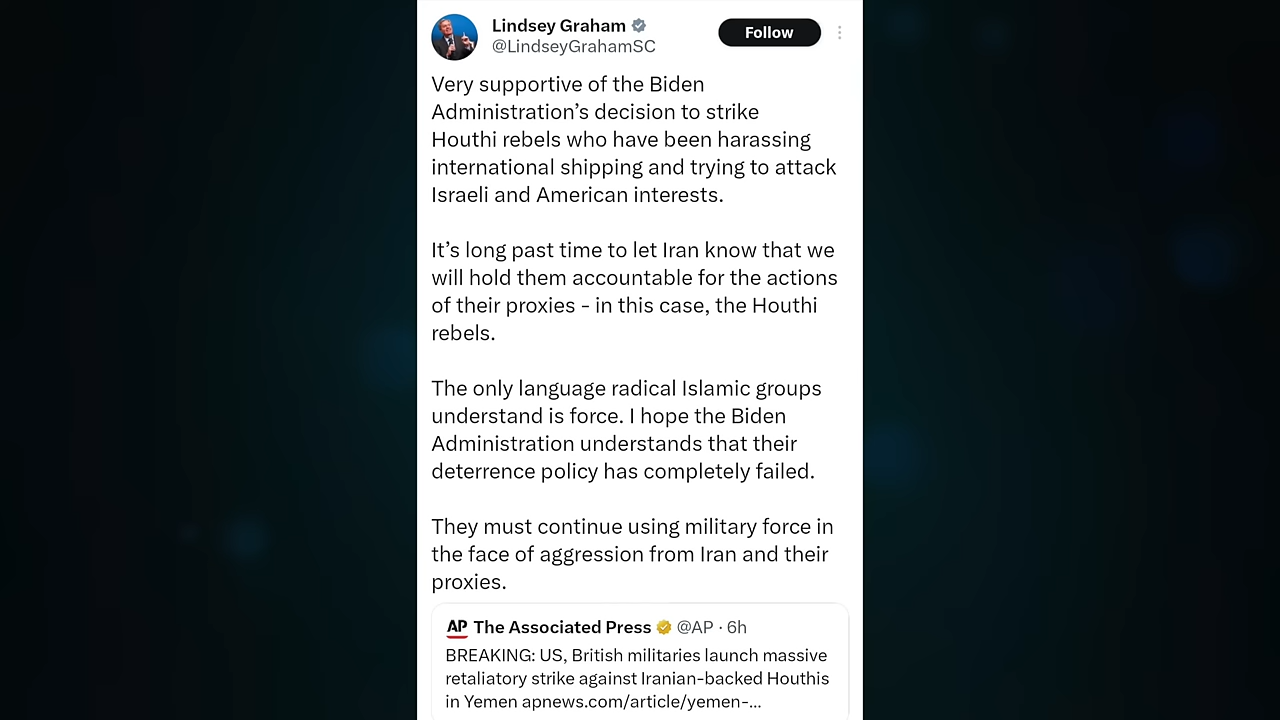 Lindsey Graham
@LindseyGrahamSC
Follow
Very supportive of the Biden
Administration’s decision to strike
Houthi rebels who have been harassing
international shipping and trying to attack
Israeli and American interests.
It’s long past time to let Iran know that we
will hold them accountable for the actions
of their proxies - in this case, the Houthi
rebels.
The only language radical Islamic groups
understand is force. I hope the Biden
Administration understands that their
deterrence policy has completely failed.
They must continue using military force in
the face of aggression from Iran and their
proxies.
AP The Associated Press @AP · 6h
BREAKING: US, British militaries launch massive
retaliatory strike against Iranian-backed Houthis
in Yemen apnews.com/article/yemen-...